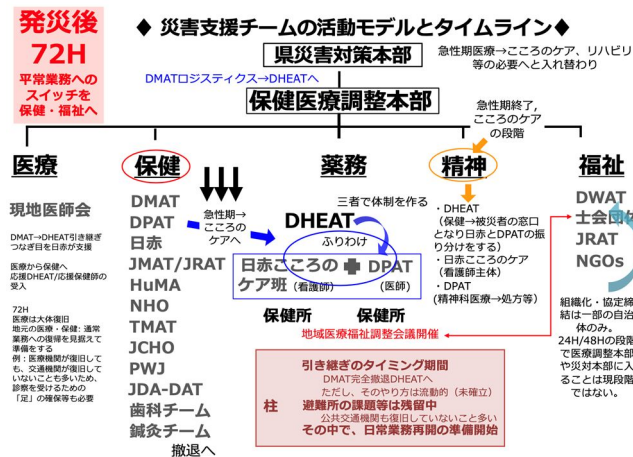 発災後
72H
平常業務への
スイッチを
保健・福祉へ
◆ 災害支援チームの活動モデルとタイムライン◆
県災害対策本部
急性期医療→こころのケア、リハビリ
等の必要へと入れ替わり
DMATロジスティクス→DHEATへ
保健医療調整本部
急性期終了,
こころのケア
の段階
医療
保健
薬務
精神
福祉
現地医師会
DMAT→DHEAT引き継ぎ
つなぎ目を日赤が支援
医療から保健へ
応援DHEAT/応援保健師の
受入
72H
医療は大体復旧
地元の医療・保健: 通常
業務への復帰を見据えて
準備をする
例：医療機関が復旧して
も、交通機関が復旧して
いないことも多いため、
診察を受けるための
「足」の確保等も必要
DMAT
DPAT
日赤
JMAT/JRAT
HuMA
NHO
TMAT
JCHO
PWJ
JDA-DAT
歯科チーム
鍼灸チーム
撤退へ
急性期→
こころの
ケアへ
三者で体制を作る
DHEAT
ふりわけ
日赤こころの
ケア班（看護師）
DPAT
（医師）
保健所
保健所
地域医療福祉調整会議開催
・DHEAT
（保健→被災者の窓口
となり日赤とDPATの振
り分けをする）
・日赤こころのケア
（看護師主体）
・DPAT
（精神科医療→処方等）
DWAT
士会団体
JRAT
NGOs
組織化・協定締
結は一部の自治
体のみ。
24H/48Hの段階
で医療調整本部
や災対本部に入
ることは現段階
ではない。
柱
引き継ぎのタイミング期間
DMAT完全撤退DHEATへ
ただし、そのやり方は流動的（未確立）
避難所の課題等は残留中
公共交通機関も復旧していないこと多い
その中で、日常業務再開の準備開始